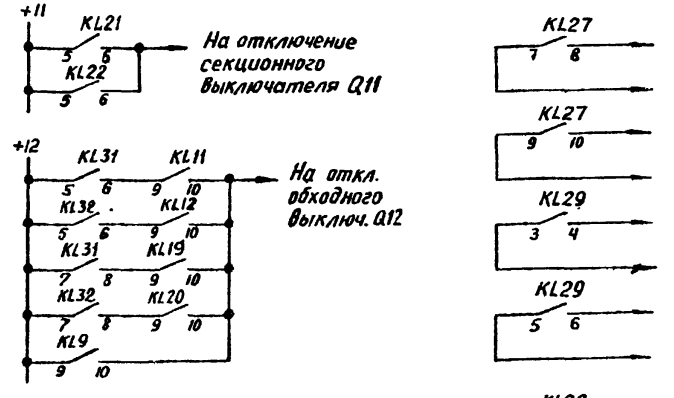 +11
KL21
5 6
KL22
5 6
На отключение
секционного
выключателя Q11
+12
KL31 KL11
5 6 9 10
KL32 KL12
5 6 9 10
KL31 KL19
7 8 9 10
KL32 KL20
7 8 9 10
KL9
9 10
На откл.
обходного
выключ. Q12
KL27
7 8
KL27
9 10
KL29
3 4
KL29
5 6